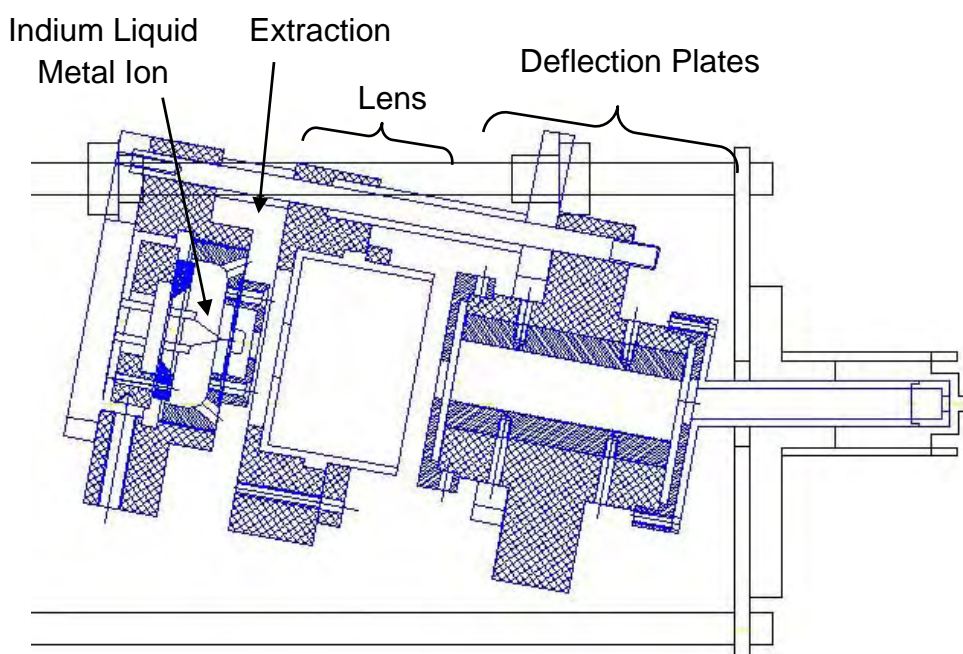 Indium Liquid
Metal Ion
Extraction
Lens
Deflection Plates